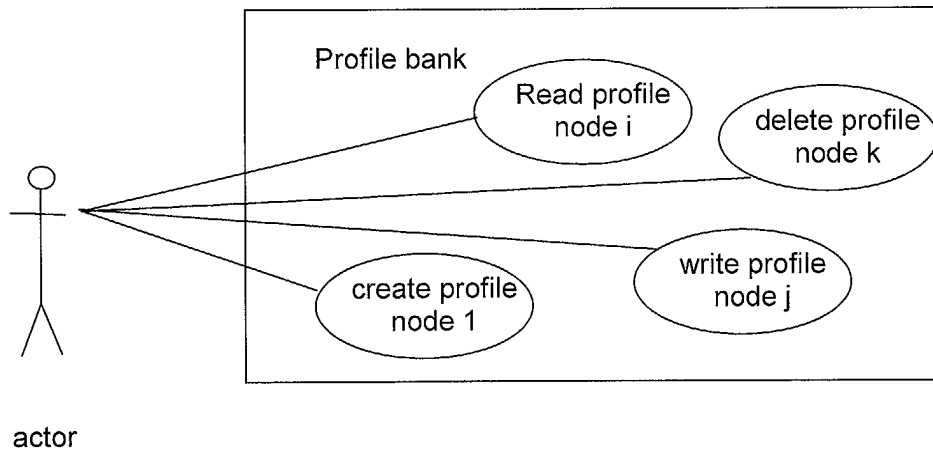 Profile bank
Read profile
node i
delete profile
node k
write profile
node j
create profile
node 1
actor